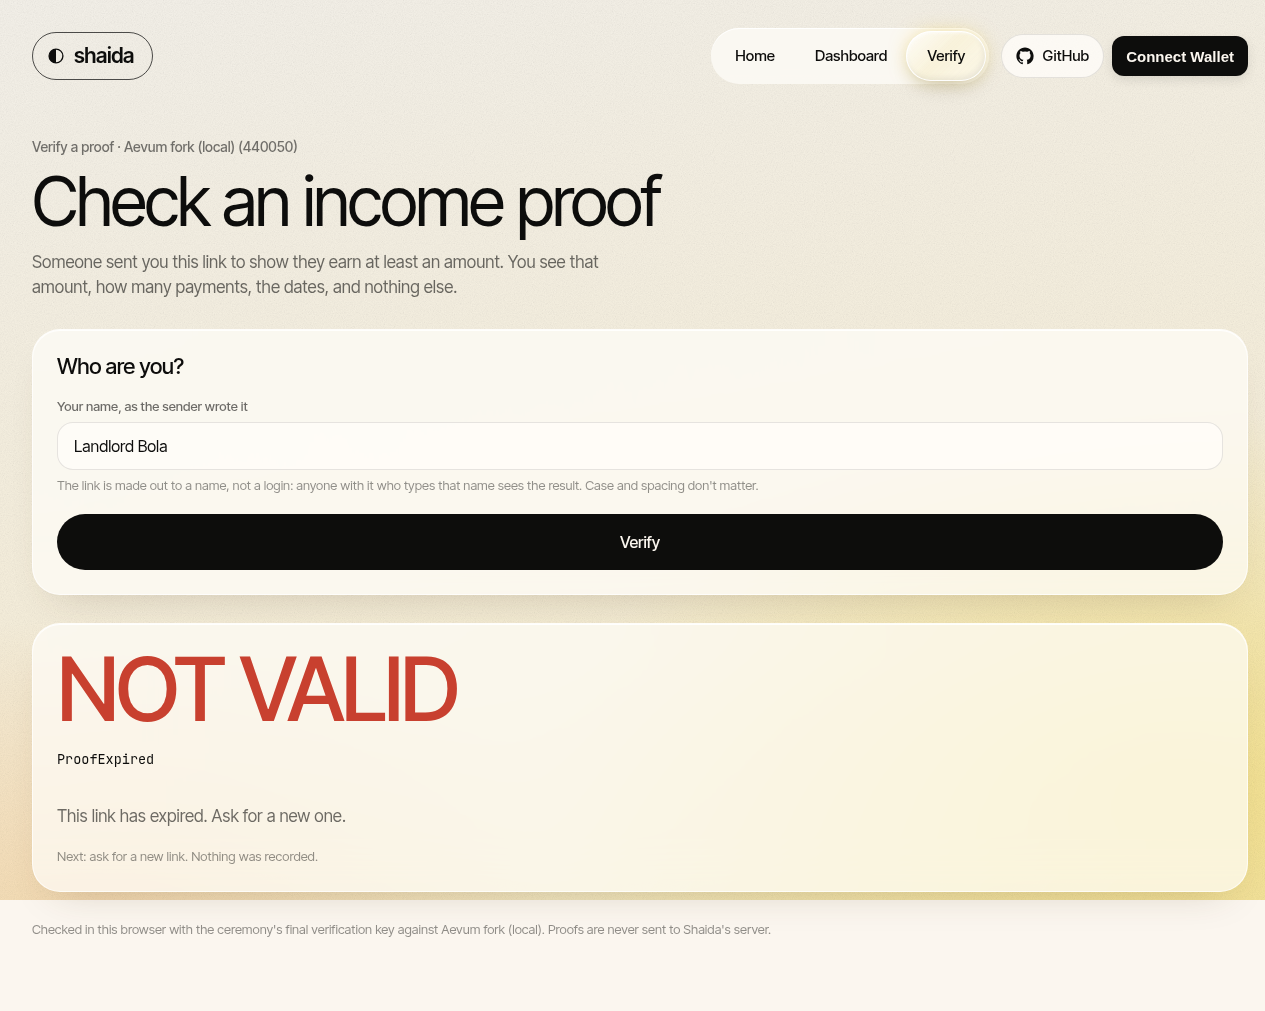 shaida
Home
Dashboard
Verify
GitHub
Connect Wallet
Verify a proof · Aevum fork (local) (440050)
Check an income proof
Someone sent you this link to show they earn at least an amount. You see that
amount, how many payments, the dates, and nothing else.
Who are you?
Your name, as the sender wrote it
Landlord Bola
The link is made out to a name, not a login: anyone with it who types that name sees the result. Case and spacing don't matter.
Verify
NOT VALID
ProofExpired
This link has expired. Ask for a new one.
Next: ask for a new link. Nothing was recorded.
Checked in this browser with the ceremony's final verification key against Aevum fork (local). Proofs are never sent to Shaida's server.